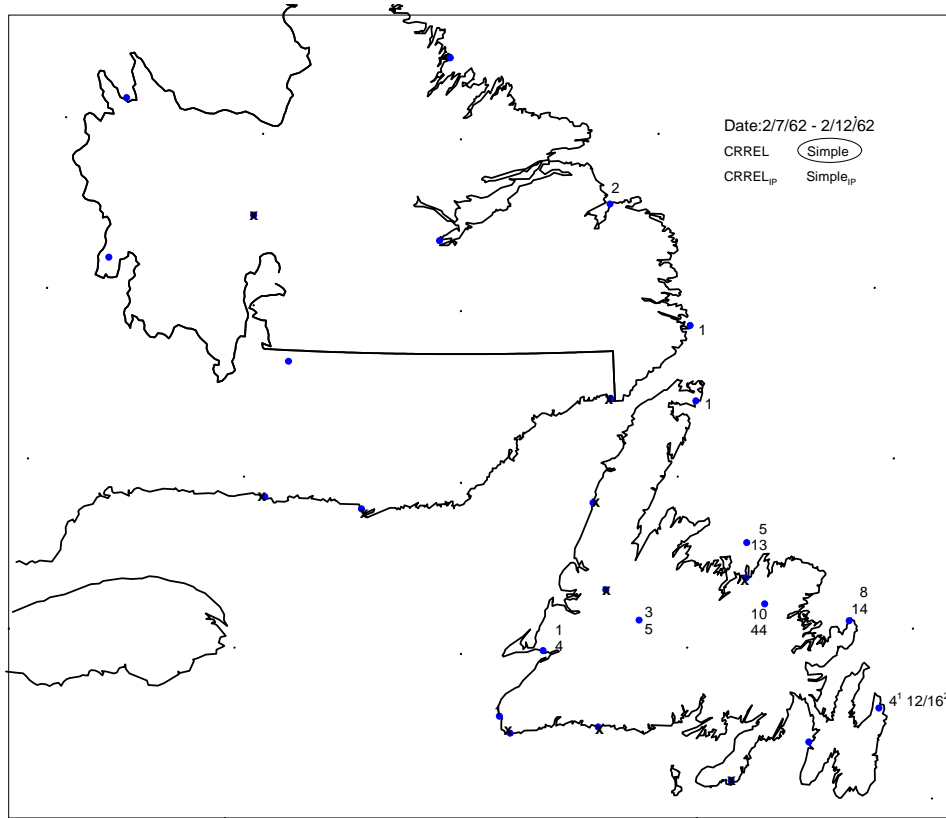 Date:2/7/62 - 2/12/62
CRREL Simple
CRREL_IP Simple_IP
2
x
1
1
x
x
x
x
5
13
x
x
8
14
10
44
3
5
1
4
4¹ 12/16²
x
x
x